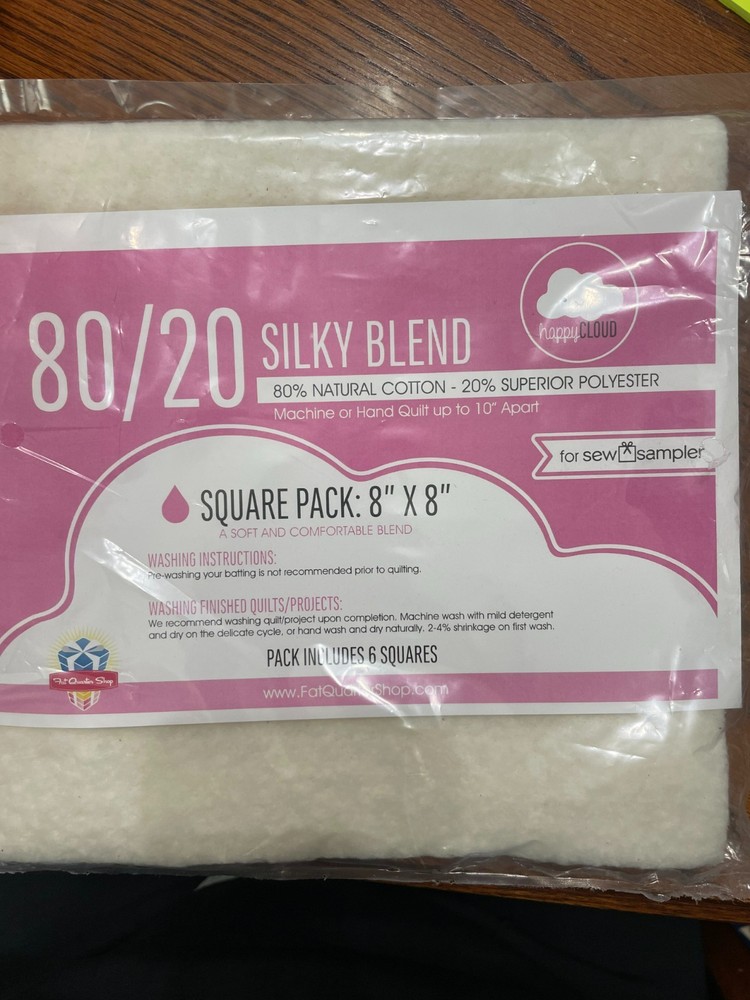 80/20
SILKY BLEND
happyCLOUD
80% NATURAL COTTON - 20% SUPERIOR POLYESTER
Machine or Hand Quilt up to 10" Apart
for sew sampler
SQUARE PACK: 8" X 8"
A SOFT AND COMFORTABLE BLEND
WASHING INSTRUCTIONS:
Pre-washing your batting is not recommended prior to quilting.
WASHING FINISHED QUILTS/PROJECTS:
We recommend washing quilt/project upon completion. Machine wash with mild detergent
and dry on the delicate cycle, or hand wash and dry naturally. 2-4% shrinkage on first wash.
PACK INCLUDES 6 SQUARES
Fat Quarter Shop
www.FatQuarterShop.com